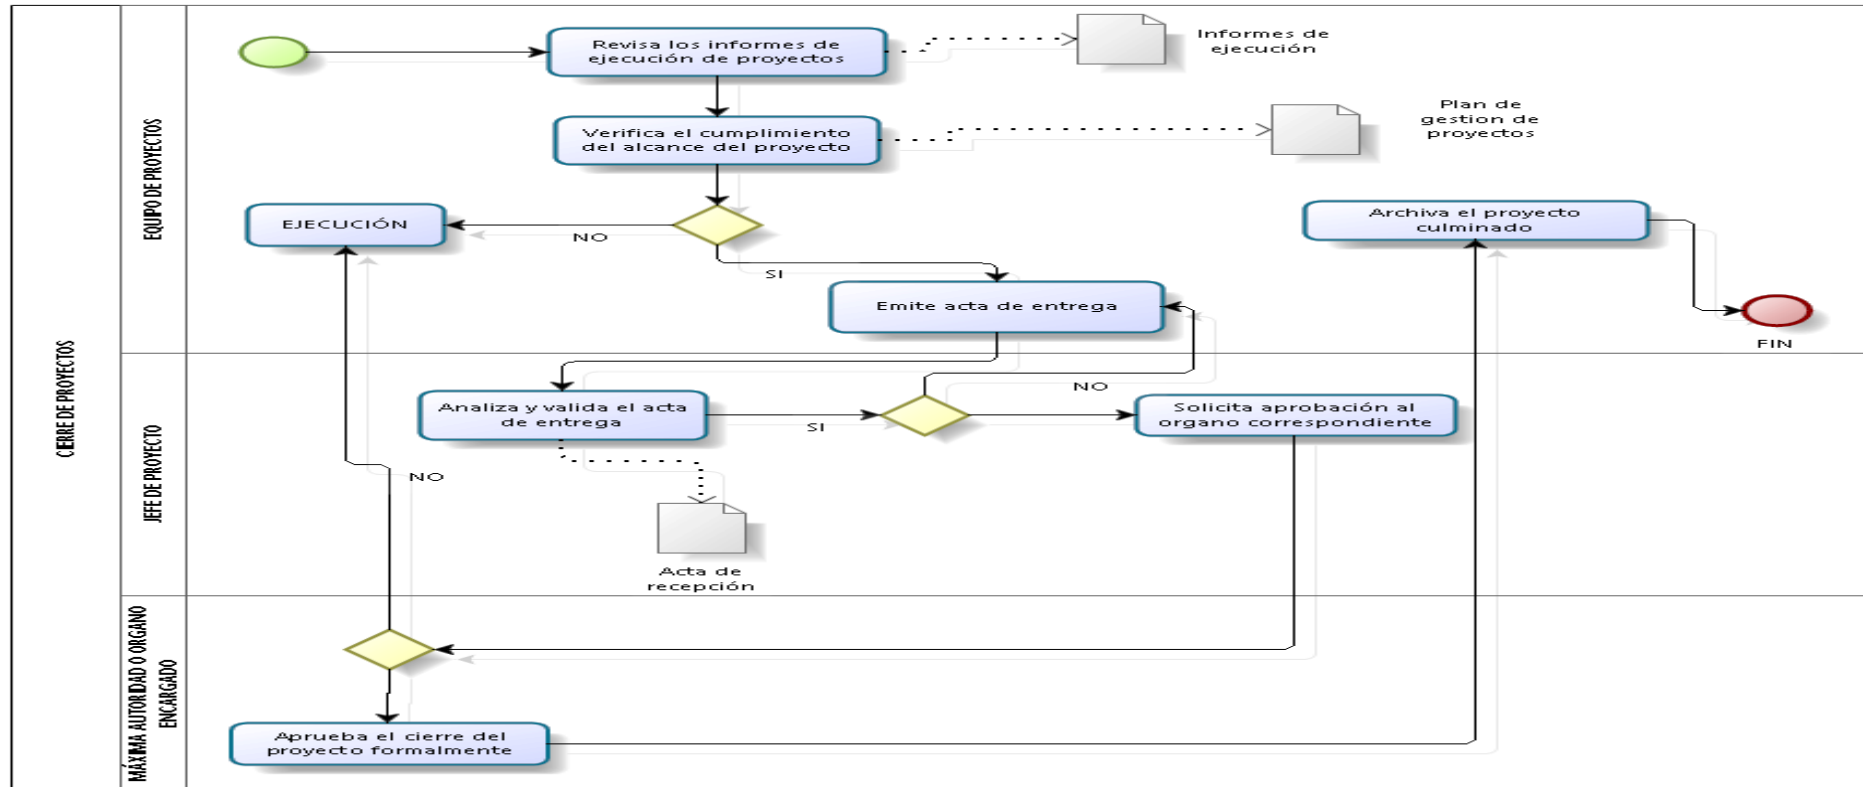 CIERRE DE PROYECTOS
EQUIPO DE PROYECTOS
Revisa los informes de
ejecución de proyectos
Informes de
ejecución
Verifica el cumplimiento
del alcance del proyecto
Plan de
gestion de
proyectos
EJECUCIÓN
NO
SI
Archiva el proyecto
culminado
Emite acta de entrega
FIN
JEFE DE PROYECTO
Analiza y valida el acta
de entrega
SI
NO
Solicita aprobación al
organo correspondiente
NO
Acta de
recepción
MÁXIMA AUTORIDAD O ORGANO
ENCARGADO
Aprueba el cierre del
proyecto formalmente